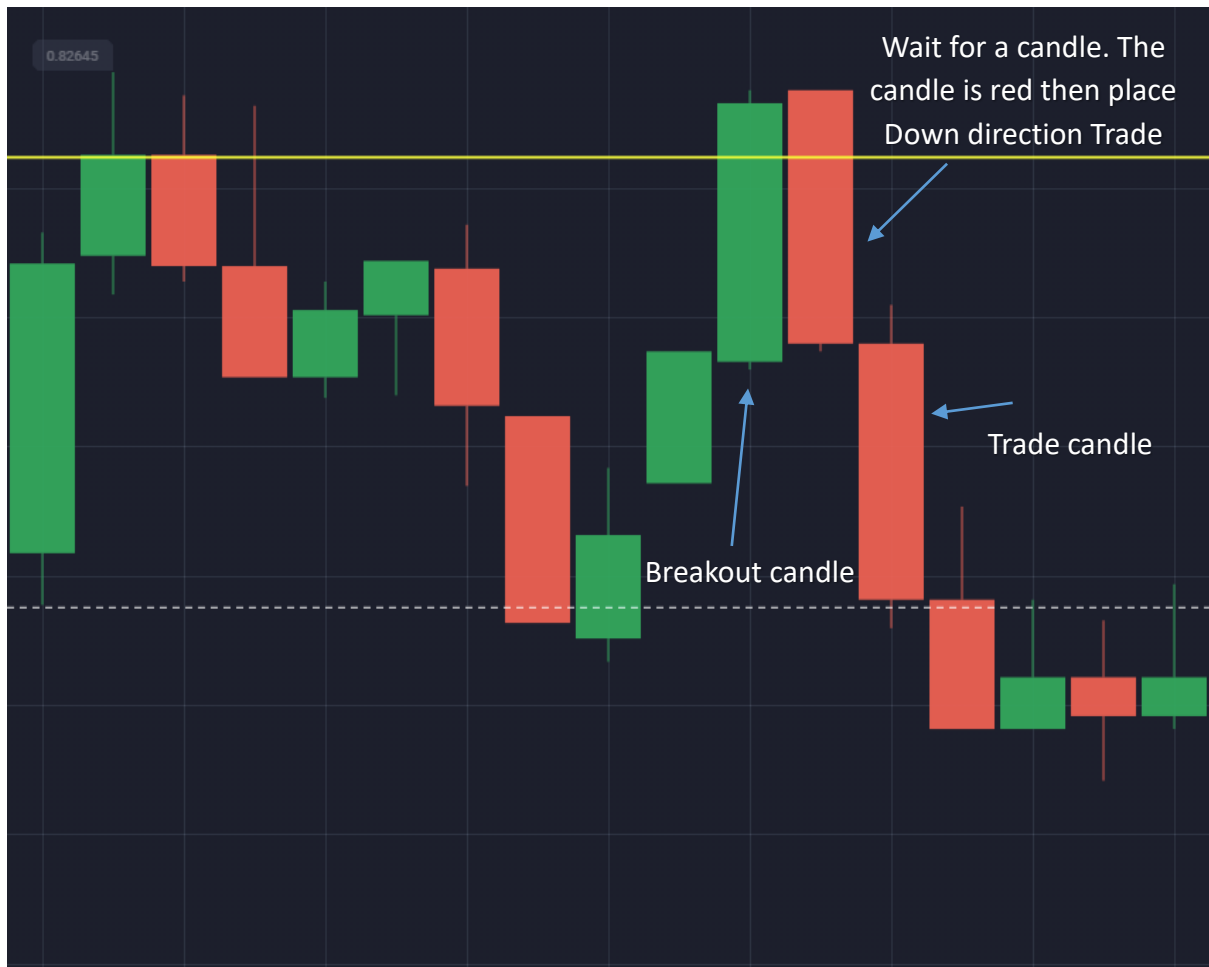 0.82645
Wait for a candle. The
candle is red then place
Down direction Trade
Trade candle
Breakout candle